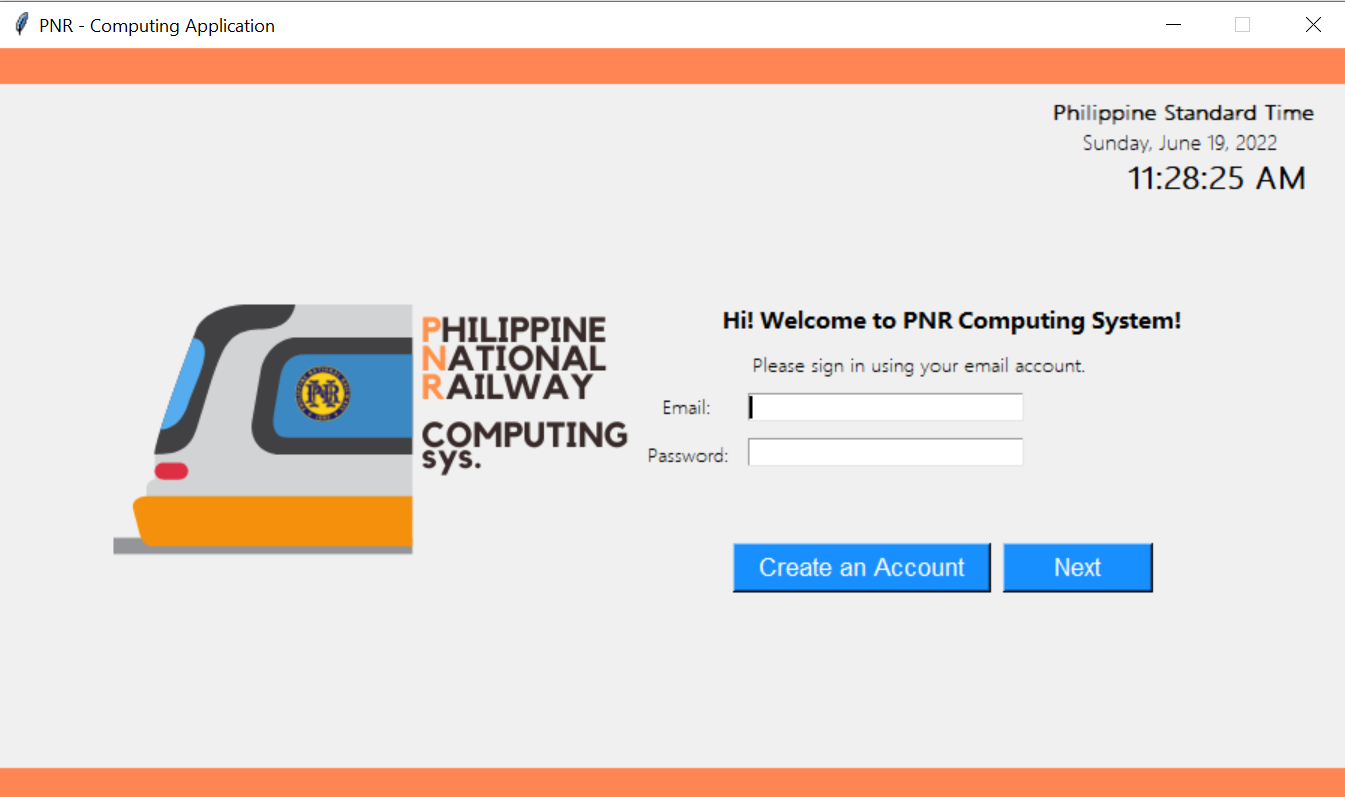 PNR - Computing Application
Philippine Standard Time
Sunday, June 19, 2022
11:28:25 AM
PHILIPPINE
NATIONAL
RAILWAY
COMPUTING
sys.
PNR
Hi! Welcome to PNR Computing System!
Please sign in using your email account.
Email:
Password:
Create an Account
Next